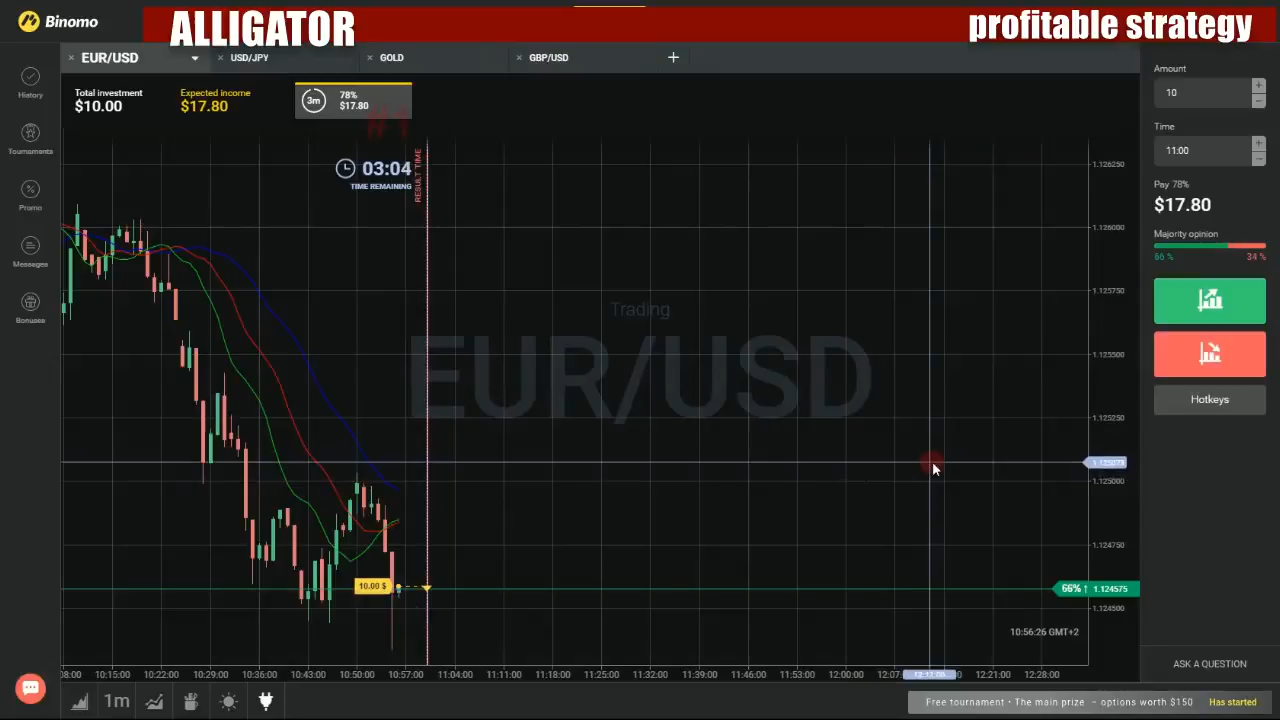 Binomo
ALLIGATOR
profitable strategy
EUR/USD
USD/JPY
GOLD
GBP/USD
Total investment
$10.00
Expected income
$17.80
3m
78%
$17.80
#1
History
Tournaments
Promo
Messages
Bonuses
03:04
TIME REMAINING
RESULT TIME
Trading
EUR/USD
10.00 $
1.126250
1.126000
1.125750
1.125500
1.125250
1.125000
1.124750
66% ↑ 1.124575
1.124500
10:56:26 GMT+2
:08:00 10:15:00 10:22:00 10:29:00 10:36:00 10:43:00 10:50:00 10:57:00 11:04:00 11:11:00 11:18:00 11:25:00 11:32:00 11:39:00 11:46:00 11:53:00 12:00:00 12:07: 12:21:00 12:28:00
1m
Amount
10
Time
11:00
Pay 78%
$17.80
Majority opinion
66 % 34 %
Hotkeys
ASK A QUESTION
Free tournament • The main prize – options worth $150 Has started